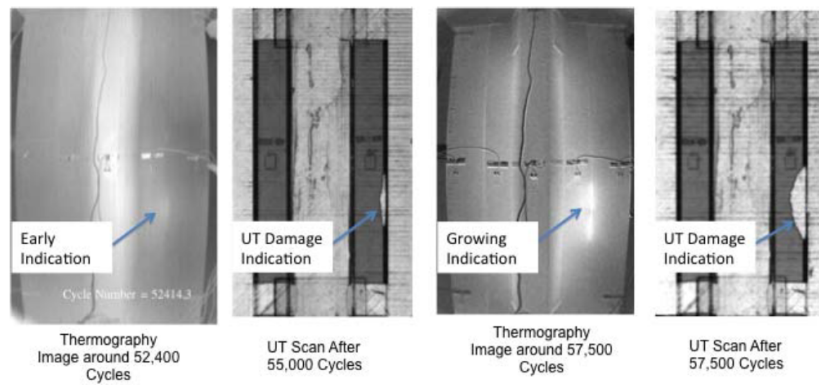 Early
Indication
Cycle Number = 52414.3
UT Damage
Indication
Growing
Indication
UT Damage
Indication
Thermography
Image around 52,400
Cycles
UT Scan After
55,000 Cycles
Thermography
Image around 57,500
Cycles
UT Scan After
57,500 Cycles